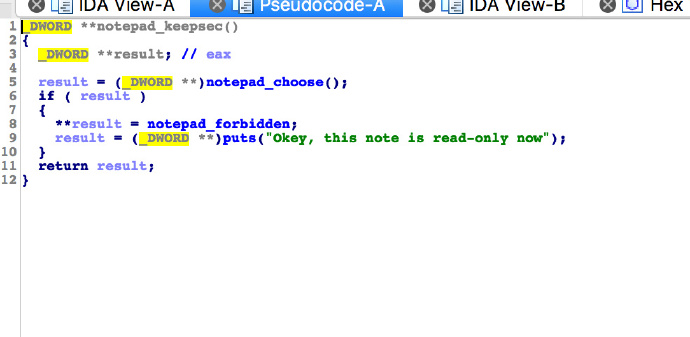 IDA View-A Pseudocode-A IDA View-B Hex
1 _DWORD **notepad_keepsec()
2 {
3 _DWORD **result; // eax
4
5 result = (_DWORD **)notepad_choose();
6 if ( result )
7 {
8 **result = notepad_forbidden;
9 result = (_DWORD **)puts("Okey, this note is read-only now");
10 }
11 return result;
12 }